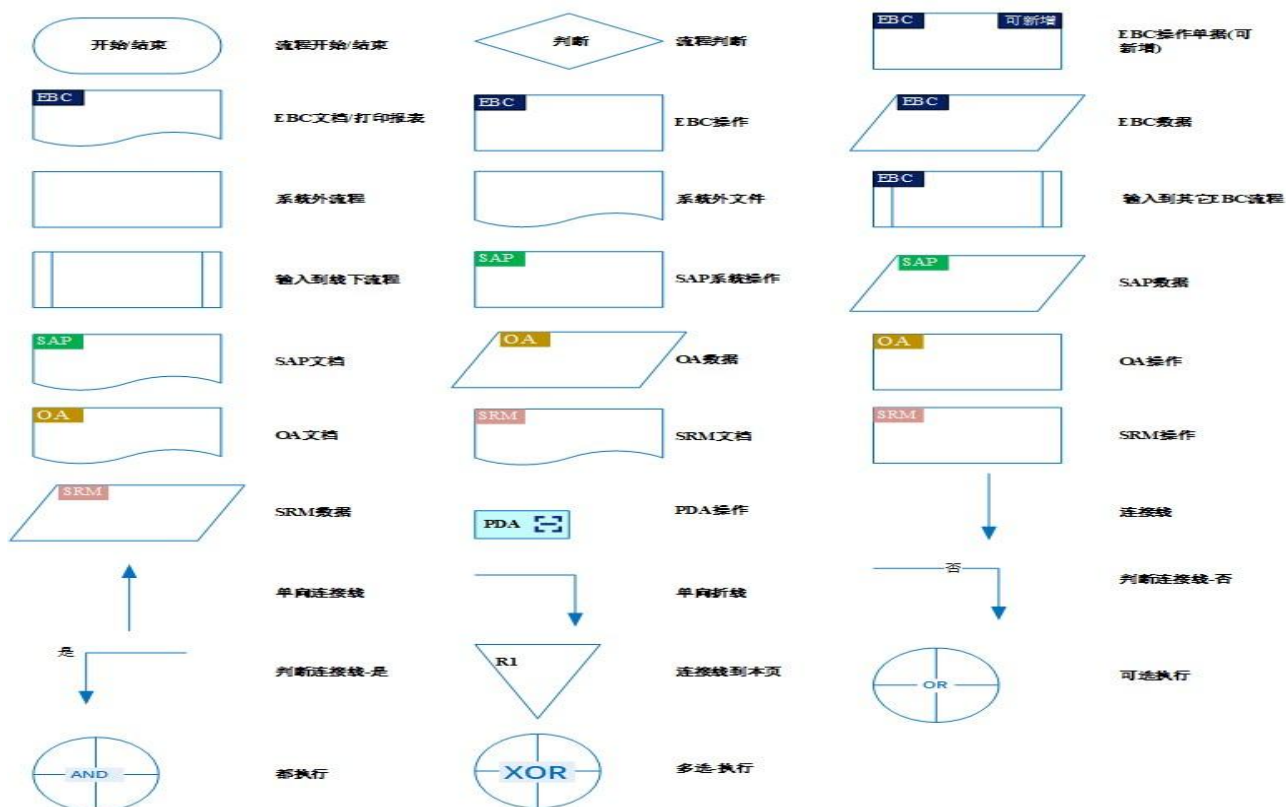 开始/结束
流程开始/结束
判断
流程判断
EBC
可新增
EBC操作单据(可
新增)
EBC
EBC文档/打印报表
EBC
EBC操作
EBC
EBC数据
系统外流程
系统外文件
EBC
输入到其它EBC流程
输入到线下流程
SAP
SAP系统操作
SAP
SAP数据
SAP
SAP文档
OA
OA数据
OA
OA操作
OA
OA文档
SRM
SRM文档
SRM
SRM操作
SRM
SRM数据
PDA
PDA操作
连接线
单向连接线
单向折线
否
判断连接线-否
是
判断连接线-是
R1
连接线到本页
OR
可选执行
AND
都执行
XOR
多选-执行